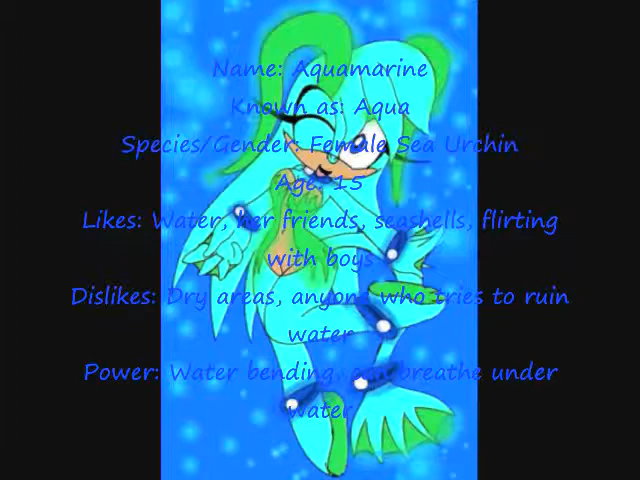 Name: Aquamarine
Known as: Aqua
Species/Gender: Female Sea Urchin
Age: 15
Likes: Water, her friends, seashells, flirting
with boys
Dislikes: Dry areas, anyone who tries to ruin
water
Power: Water bending, can breathe under
water